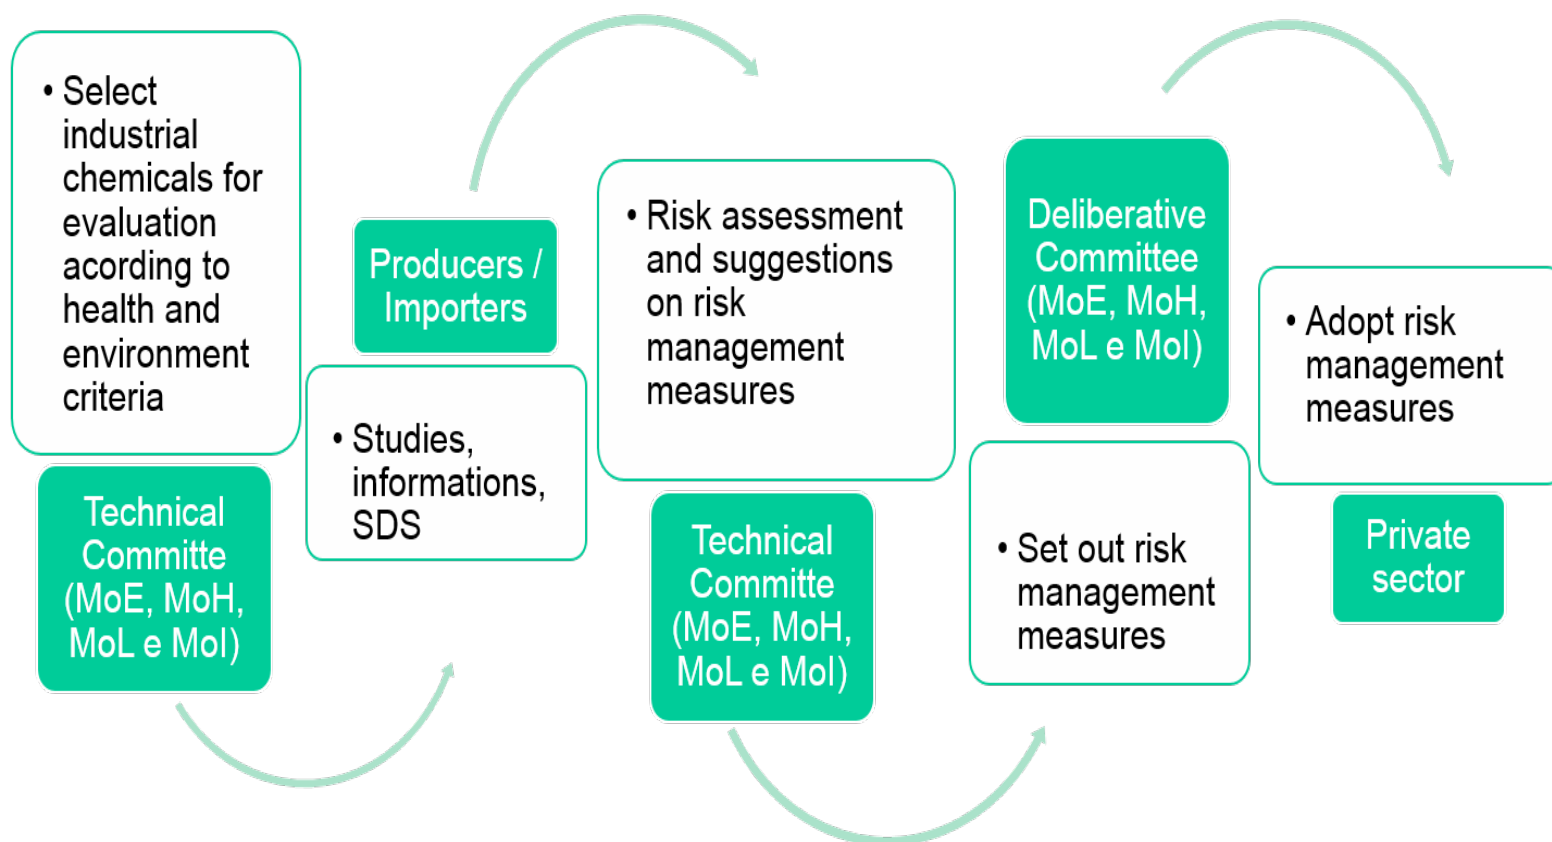 • Select
industrial
chemicals for
evaluation
acording to
health and
environment
criteria
Technical
Committe
(MoE, MoH,
MoL e MoI)
Producers /
Importers
• Studies,
informations,
SDS
• Risk assessment
and suggestions
on risk
management
measures
Technical
Committe
(MoE, MoH,
MoL e MoI)
Deliberative
Committee
(MoE, MoH,
MoL e MoI)
• Set out risk
management
measures
• Adopt risk
management
measures
Private
sector